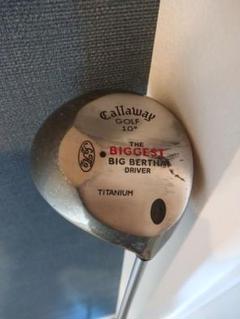 Callaway
GOLF
10°
THE
BIGGEST
BIG BERTHA
DRIVER
TITANIUM